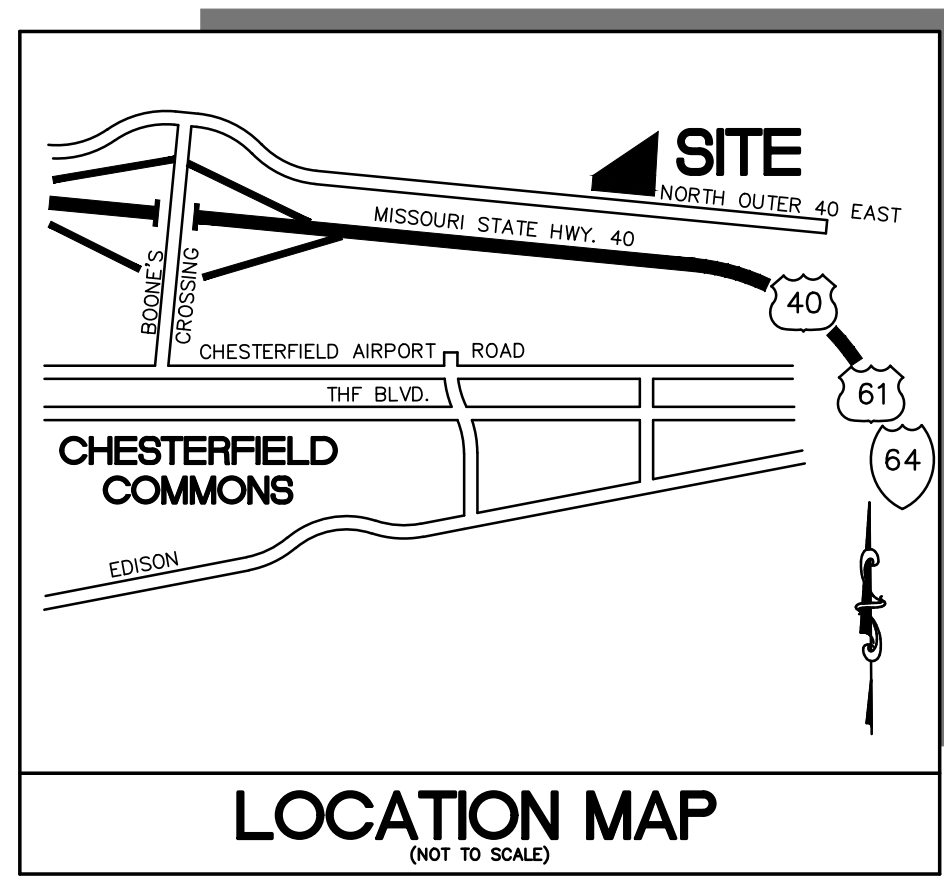 SITE
NORTH OUTER 40 EAST
MISSOURI STATE HWY. 40
BOONE'S
CROSSING
40
CHESTERFIELD AIRPORT ROAD
61
THF BLVD.
CHESTERFIELD
COMMONS
64
EDISON
LOCATION MAP
(NOT TO SCALE)